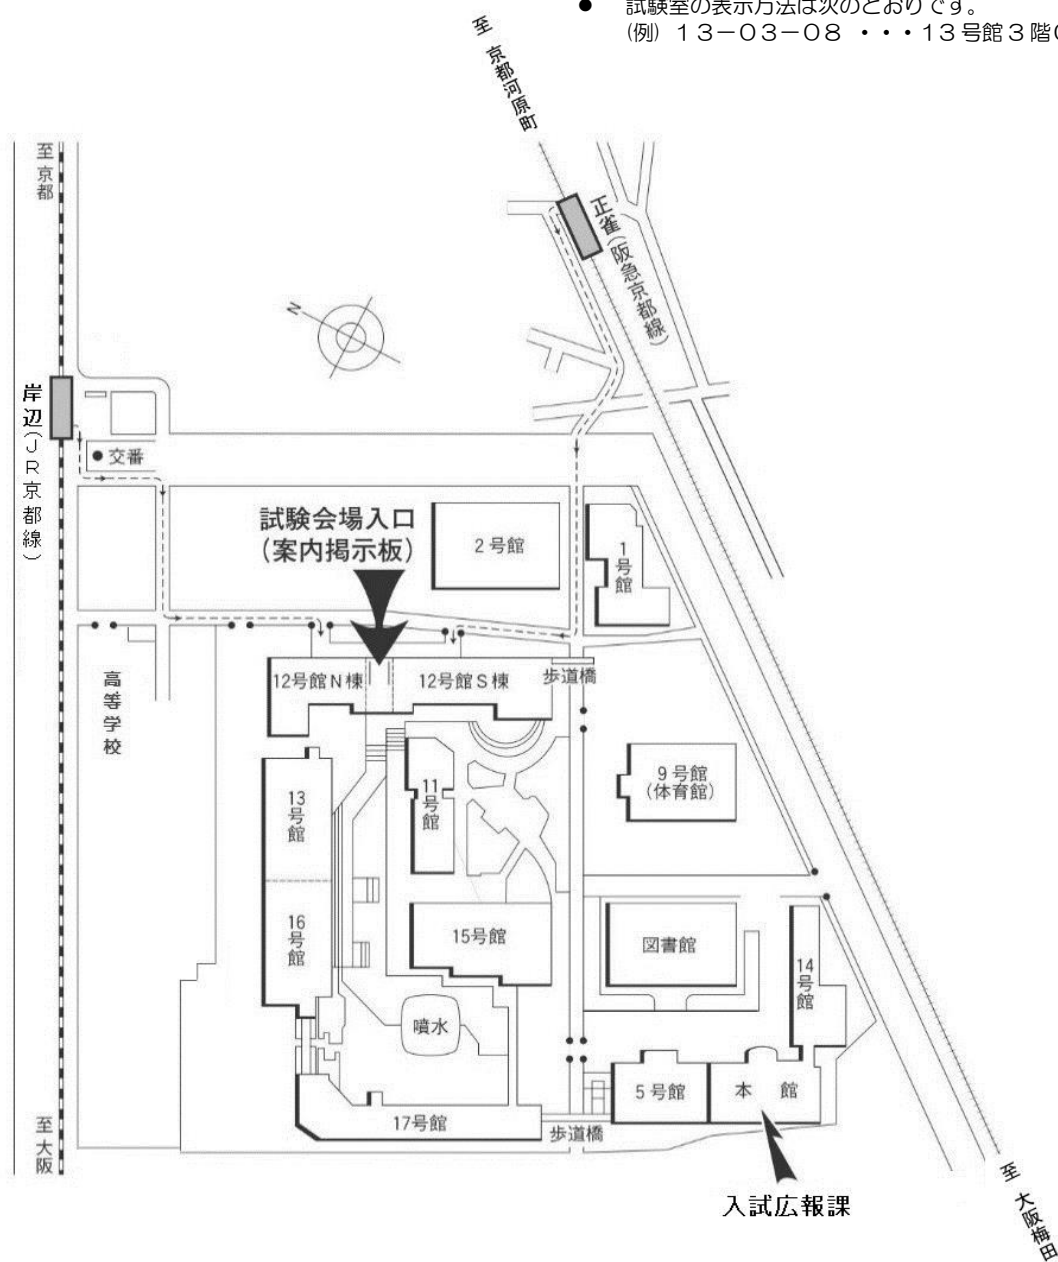 ● 試験室の表示方法は次のとおりです。
(例) 13−03−08 ・・・13号館3階
至 京都河原町
至京都
正雀(阪急京都線)
N
岸辺(JR京都線)
交番
試験会場入口
(案内掲示板)
2号館
1号館
12号館N棟
12号館S棟
歩道橋
高等学校
9号館
(体育館)
11号館
13号館
16号館
15号館
図書館
14号館
噴水
5号館
本 館
17号館
歩道橋
至大阪
入試広報課
至 大阪梅田